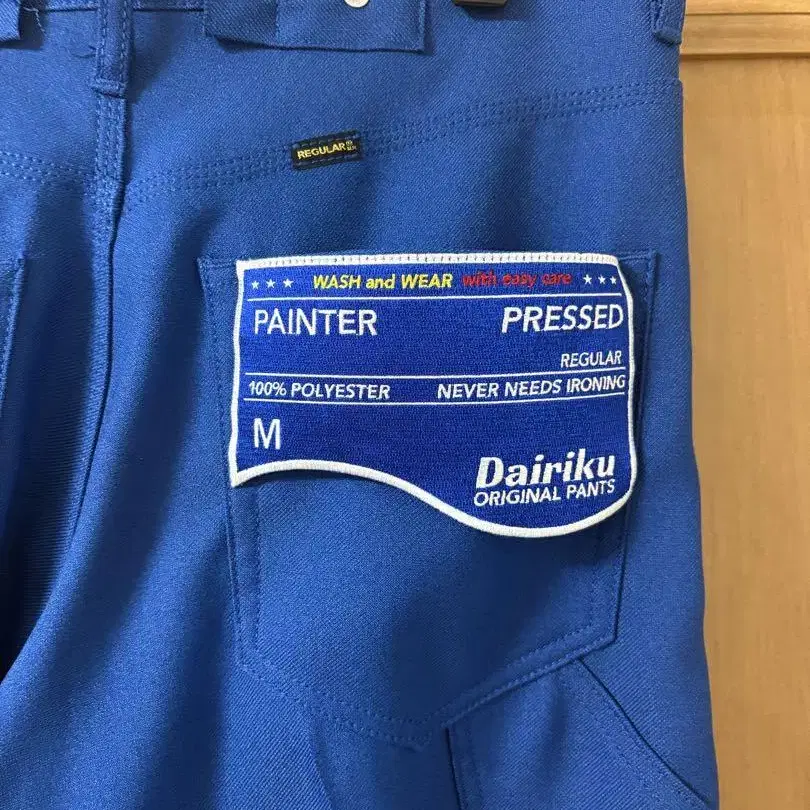 REGULAR
★ ★ ★ WASH and WEAR with easy care ★ ★ ★
PAINTER PRESSED
REGULAR
100% POLYESTER NEVER NEEDS IRONING
M
Dairiku
ORIGINAL PANTS